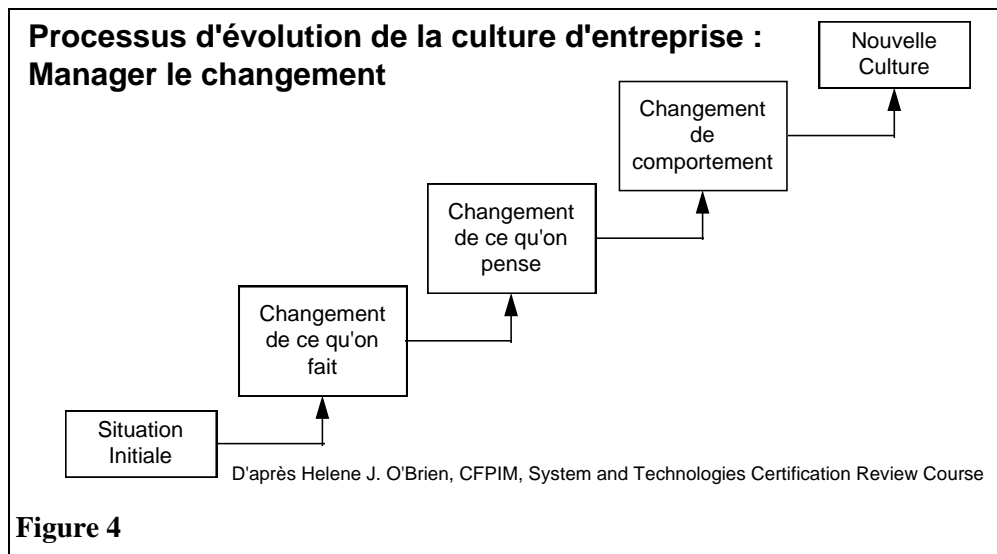 Processus d'évolution de la culture d'entreprise :
Manager le changement
Nouvelle
Culture
Changement
de
comportement
Changement
de ce qu'on
pense
Changement
de ce qu'on
fait
Situation
Initiale
D'après Helene J. O'Brien, CFPIM, System and Technologies Certification Review Course
Figure 4